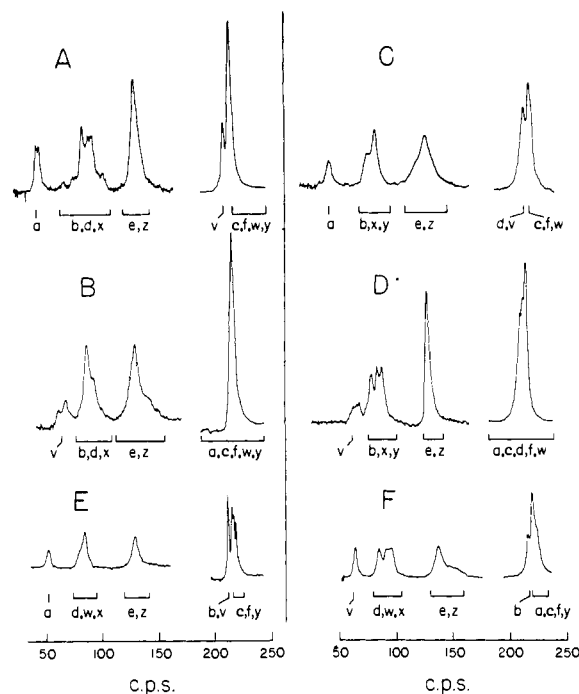 A
a
b,d,x
e,z
v
c,f,w,y
B
v
b,d,x
e,z
a,c,f,w,y
E
a
d,w,x
e,z
b,v
c,f,y
50 100 150 200 250
c.p.s.
C
a
b,x,y
e,z
d,v
c,f,w
D
v
b,x,y
e,z
a,c,d,f,w
F
v
d,w,x
e,z
b
a,c,f,y
50 100 150 200 250
c.p.s.